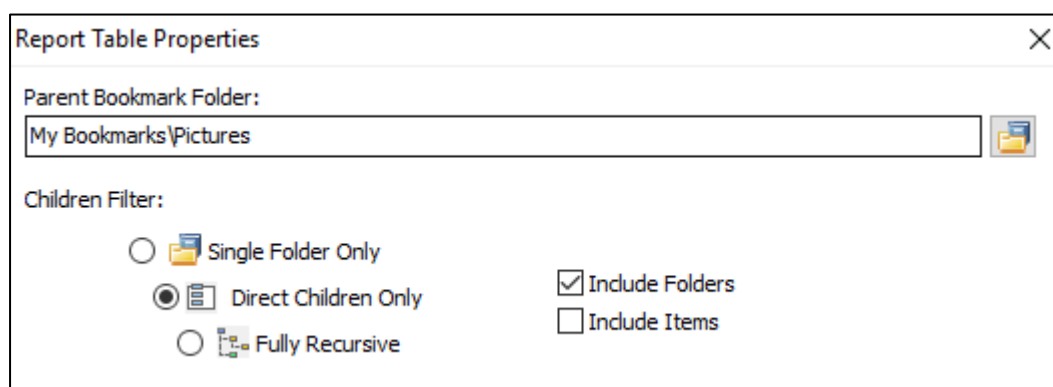 Report Table Properties
Parent Bookmark Folder:
My Bookmarks\Pictures
Children Filter:
Single Folder Only
Direct Children Only
Fully Recursive
Include Folders
Include Items